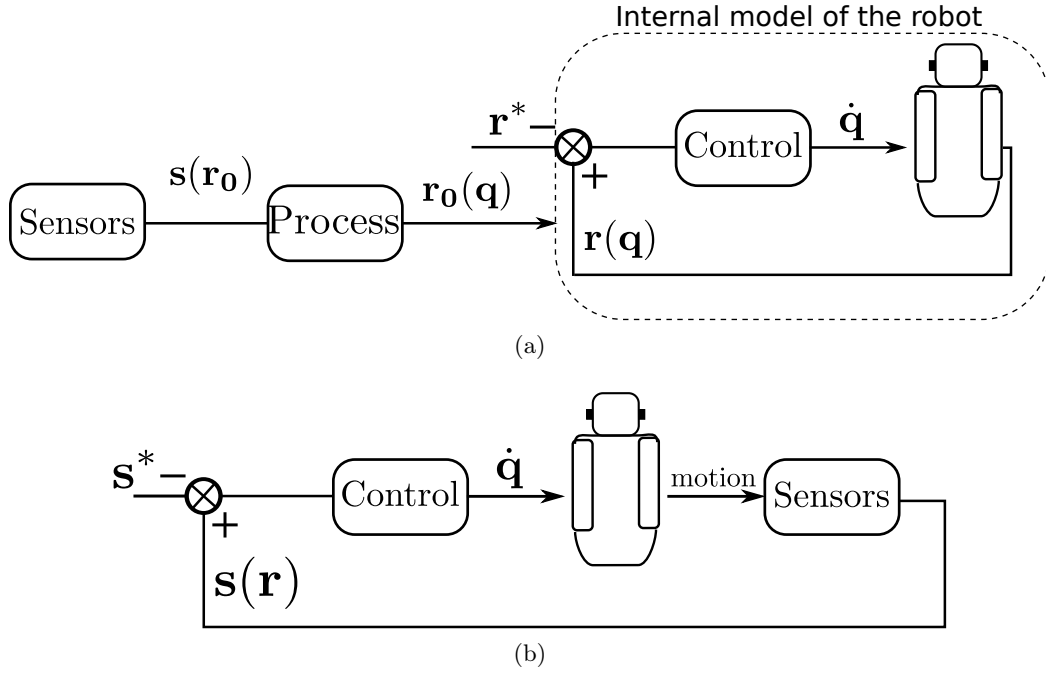 Internal model of the robot
r* −
Control
q̇
+
s(r₀)
r₀(q)
Sensors
Process
r(q)
(a)
s* −
Control
q̇
motion
Sensors
+
s(r)
(b)